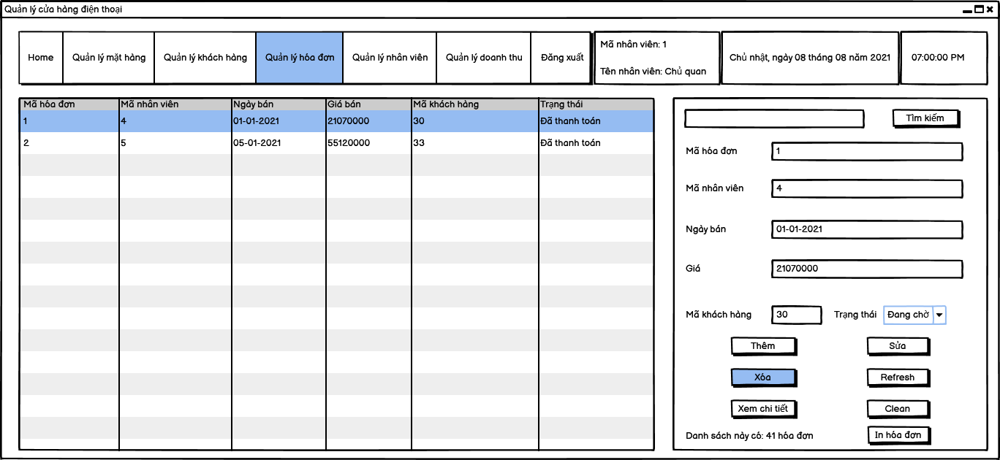 Quản lý cửa hàng điện thoại
Home Quản lý mặt hàng Quản lý khách hàng Quản lý hóa đơn Quản lý nhân viên Quản lý doanh thu Đăng xuất
Mã nhân viên: 1
Tên nhân viên: Chủ quan
Chủ nhật, ngày 08 tháng 08 năm 2021
07:00:00 PM
Mã hóa đơn Mã nhân viên Ngày bán Giá bán Mã khách hàng Trạng thái
1 4 01-01-2021 21070000 30 Đã thanh toán
2 5 05-01-2021 55120000 33 Đã thanh toán
Tìm kiếm
Mã hóa đơn 1
Mã nhân viên 4
Ngày bán 01-01-2021
Giá 21070000
Mã khách hàng 30 Trạng thái Đang chờ
Thêm Sửa
Xóa Refresh
Xem chi tiết Clean
Danh sách này có: 41 hóa đơn In hóa đơn